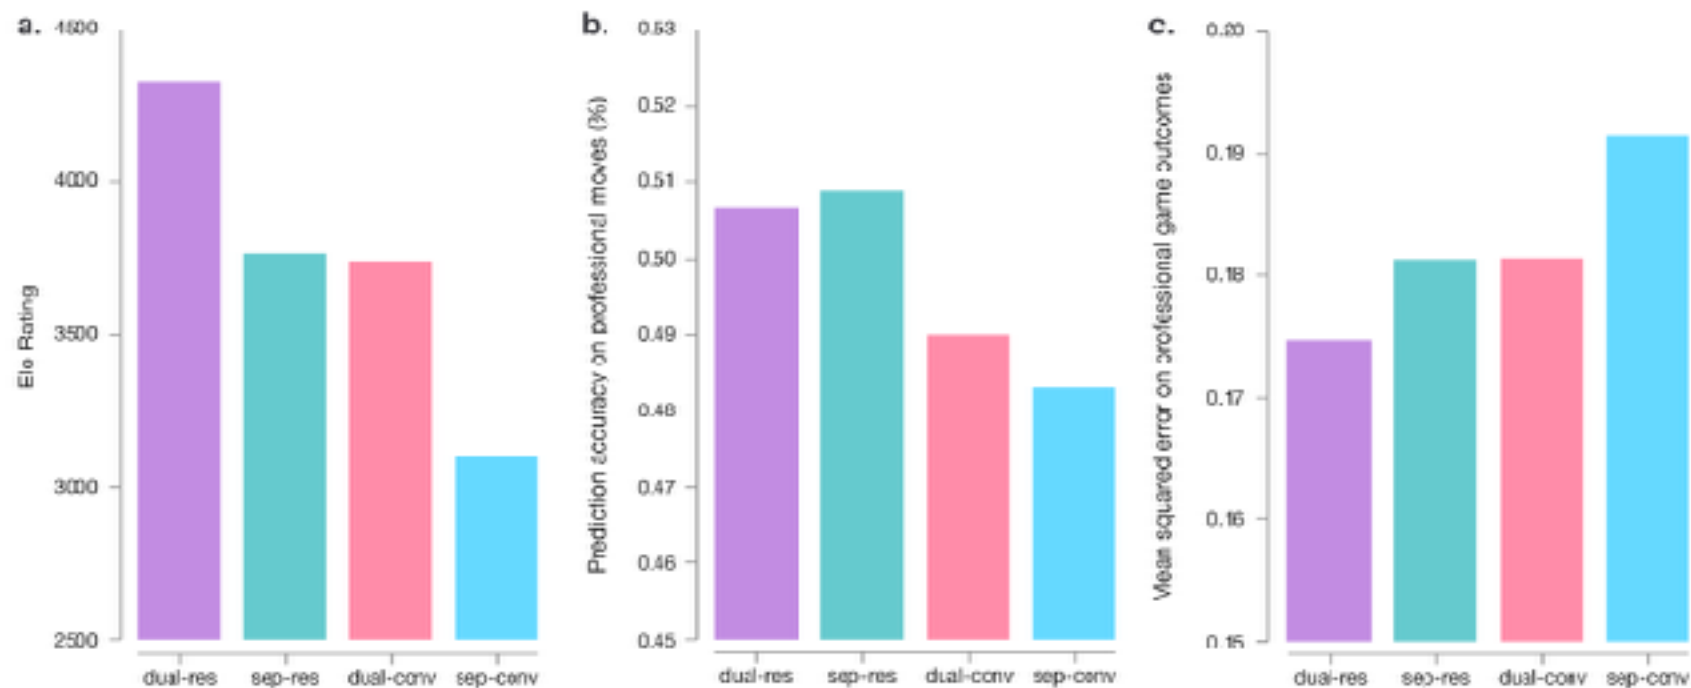 a.
4500
4000
3500
3000
2500
Elo Rating
dual-res sep-res dual-conv sep-conv
b.
0.53
0.52
0.51
0.50
0.49
0.48
0.47
0.46
0.45
Prediction accuracy on professional moves (%)
dual-res sep-res dual-conv sep-conv
c.
0.20
0.19
0.18
0.17
0.16
0.15
Mean squared error on professional game outcomes
dual-res sep-res dual-conv sep-conv